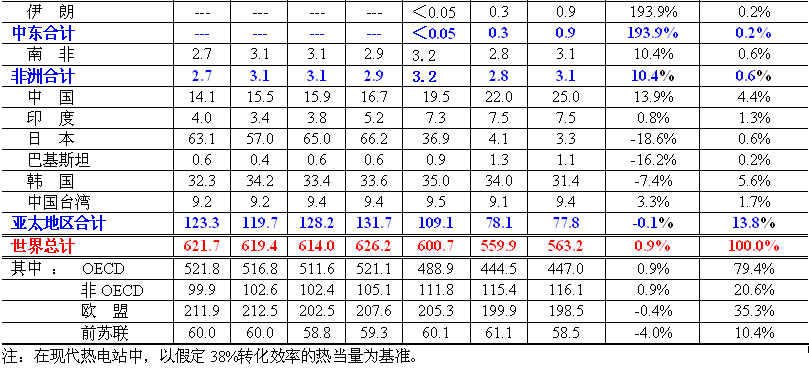 伊 朗 --- --- --- --- ＜0.05 0.3 0.9 193.9% 0.2%
中东合计 --- --- --- --- ＜0.05 0.3 0.9 193.9% 0.2%
南 非 2.7 3.1 3.1 2.9 3.2 2.8 3.1 10.4% 0.6%
非洲合计 2.7 3.1 3.1 2.9 3.2 2.8 3.1 10.4% 0.6%
中 国 14.1 15.5 15.9 16.7 19.5 22.0 25.0 13.9% 4.4%
印 度 4.0 3.4 3.8 5.2 7.3 7.5 7.5 0.8% 1.3%
日 本 63.1 57.0 65.0 66.2 36.9 4.1 3.3 -18.6% 0.6%
巴基斯坦 0.6 0.4 0.6 0.6 0.9 1.3 1.1 -16.2% 0.2%
韩 国 32.3 34.2 33.4 33.6 35.0 34.0 31.4 -7.4% 5.6%
中国台湾 9.2 9.2 9.4 9.4 9.5 9.1 9.4 3.3% 1.7%
亚太地区合计 123.3 119.7 128.2 131.7 109.1 78.1 77.8 -0.1% 13.8%
世界总计 621.7 619.4 614.0 626.2 600.7 559.9 563.2 0.9% 100.0%
其中： OECD 521.8 516.8 511.6 521.1 488.9 444.5 447.0 0.9% 79.4%
非OECD 99.9 102.6 102.4 105.1 111.8 115.4 116.1 0.9% 20.6%
欧 盟 211.9 212.5 202.5 207.6 205.3 199.9 198.5 -0.4% 35.3%
前苏联 60.0 60.0 58.8 59.3 60.1 61.1 58.5 -4.0% 10.4%
注：在现代热电站中，以假定 38%转化效率的热当量为基准。